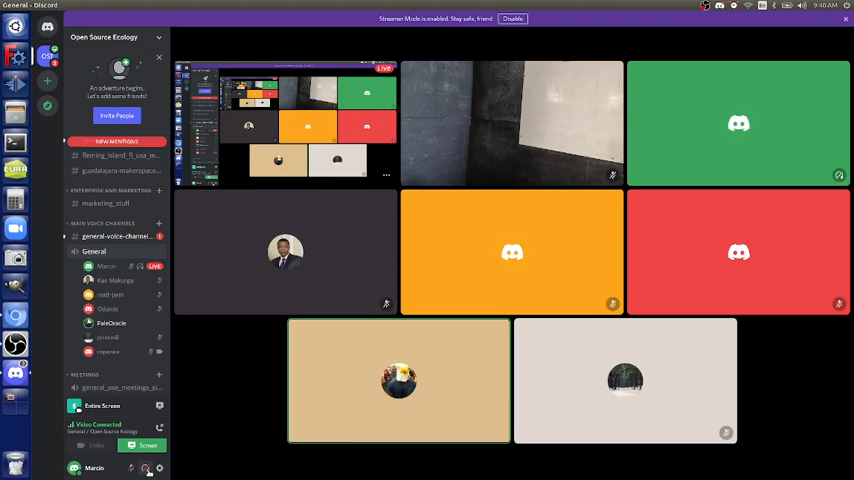 General - Discord
9:40 AM
Streamer Mode is enabled. Stay safe, friend.
Disable
Open Source Ecology
OS
An adventure begins.
Let's add some friends!
Invite People
NEW MENTIONS
fleming_island_fl_usa_m...
guadalajara-makerspace...
ENTERPRISE AND MARKETING
marketing_stuff
MAIN VOICE CHANNELS
general-voice-channel... 1
General
Marcin LIVE
Ken Makunga
matt-jarm
Odundo
PaleOracle
prince4l
MEETINGS
general_ose_meetings_si...
Entire Screen
Video Connected
General / Open Source Ecology
Video
Screen
Marcin
LIVE
CURA